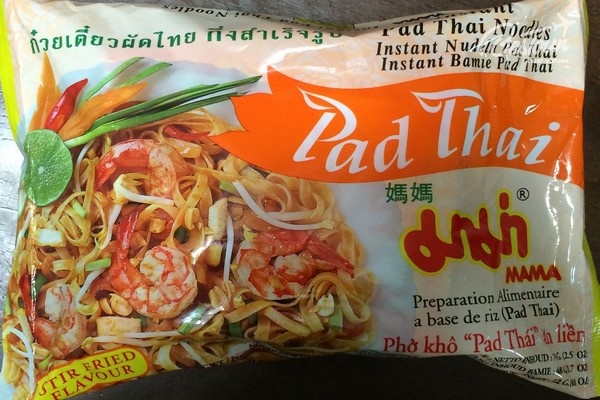 ก๋วยเตี๋ยวผัดไทย กึ่งสำเร็จรูป
Pad Thai Noodles
Instant Nudeln Pad Thai
Instant Bamie Pad Thai
Pad Thai
媽媽
มาม่า ®
MAMA
Preparation Alimentaire
a base de riz (Pad Thai)
Phở khô "Pad Thái" ăn liền
STIR FRIED
FLAVOUR